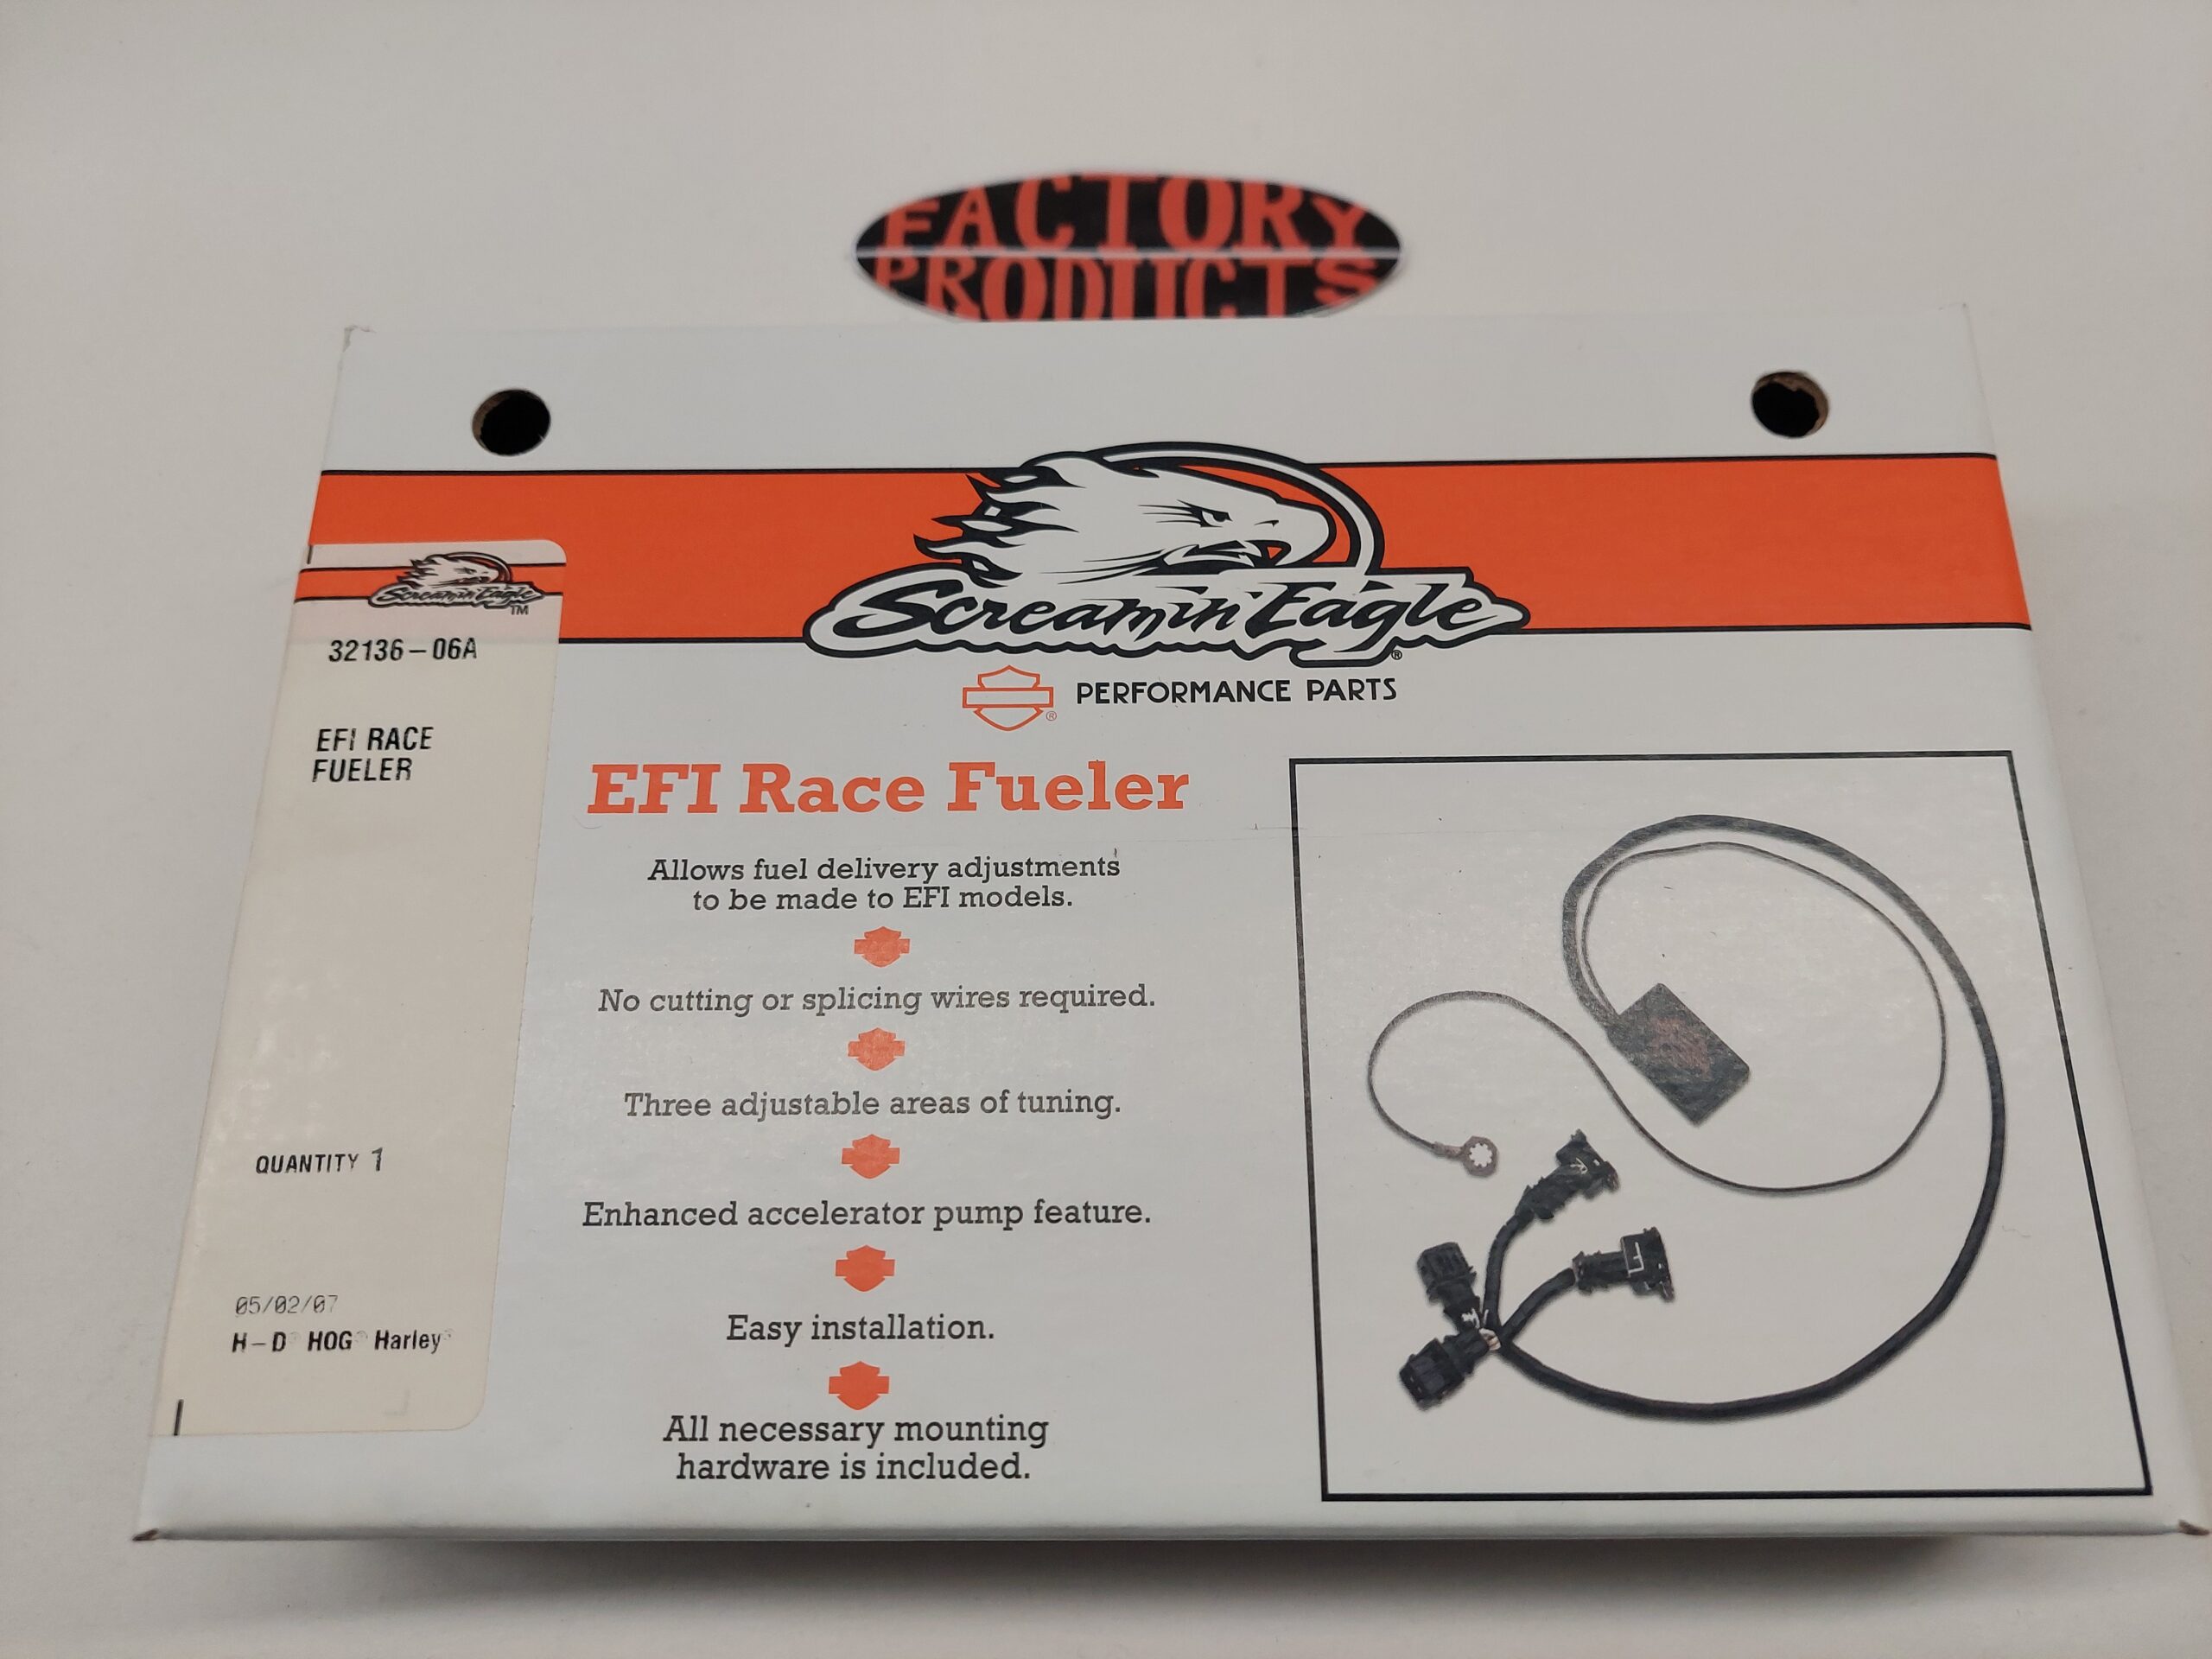 FACTORY
PRODUCTS
Screamin' Eagle®
PERFORMANCE PARTS
Screamin' Eagle
TM
32136-06A
EFI RACE
FUELER
QUANTITY 1
05/02/07
H-D® HOG® Harley®
EFI Race Fueler
Allows fuel delivery adjustments
to be made to EFI models.
No cutting or splicing wires required.
Three adjustable areas of tuning.
Enhanced accelerator pump feature.
Easy installation.
All necessary mounting
hardware is included.